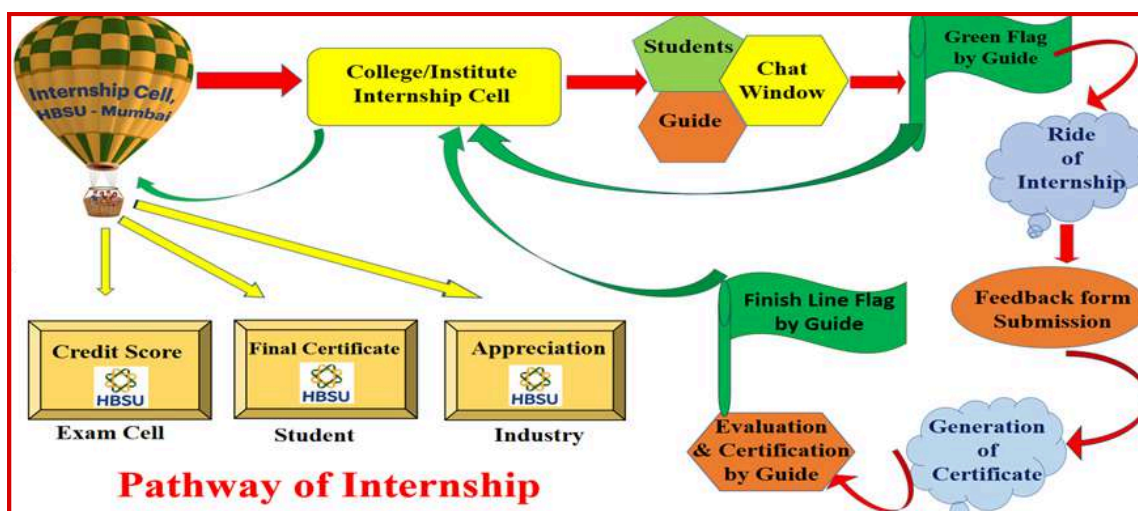 Internship Cell,
HBSU - Mumbai
College/Institute
Internship Cell
Students
Guide
Chat
Window
Green Flag
by Guide
Ride
of
Internship
Feedback form
Submission
Generation
of
Certificate
Evaluation
& Certification
by Guide
Finish Line Flag
by Guide
Credit Score
HBSU
Exam Cell
Final Certificate
HBSU
Student
Appreciation
HBSU
Industry
Pathway of Internship